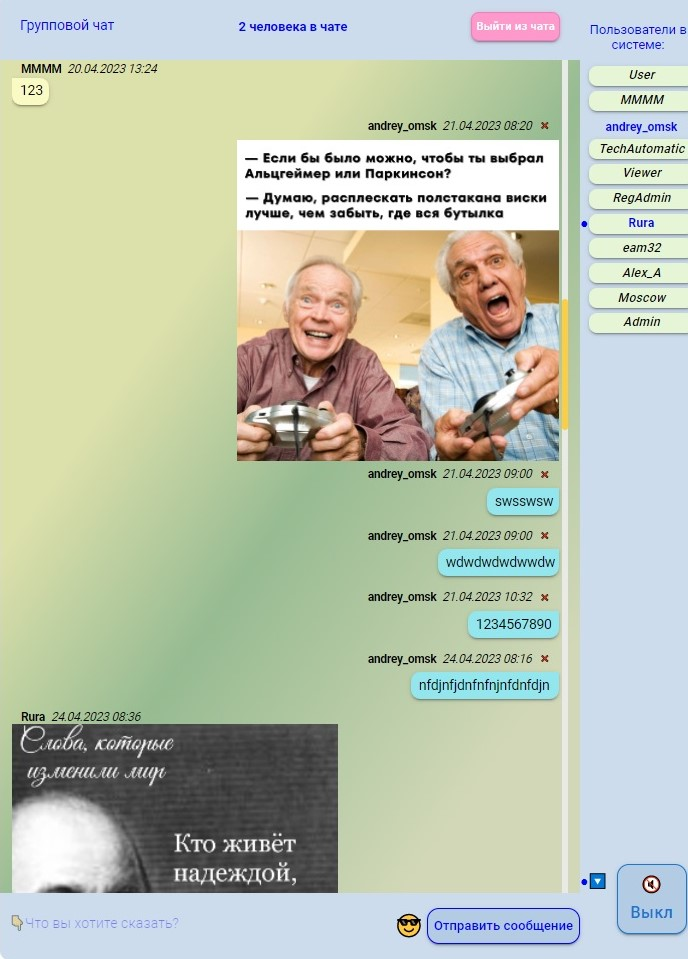 Групповой чат
2 человека в чате
Выйти из чата
Пользователи в
системе:
User
MMMM
andrey_omsk
TechAutomatic
Viewer
RegAdmin
Rura
eam32
Alex_A
Moscow
Admin
MMMM 20.04.2023 13:24
123
andrey_omsk 21.04.2023 08:20
— Если бы было можно, чтобы ты выбрал
Альцгеймер или Паркинсон?
— Думаю, расплескать полстакана виски
лучше, чем забыть, где вся бутылка
andrey_omsk 21.04.2023 09:00
swsswsw
andrey_omsk 21.04.2023 09:00
wdwdwdwdwwdw
andrey_omsk 21.04.2023 10:32
1234567890
andrey_omsk 24.04.2023 08:16
nfdjnfjdnfnfnjnfdnfdjn
Rura 24.04.2023 08:36
Слова, которые
изменили мир
Кто живёт
надеждой,
Что вы хотите сказать?
Отправить сообщение
Выкл